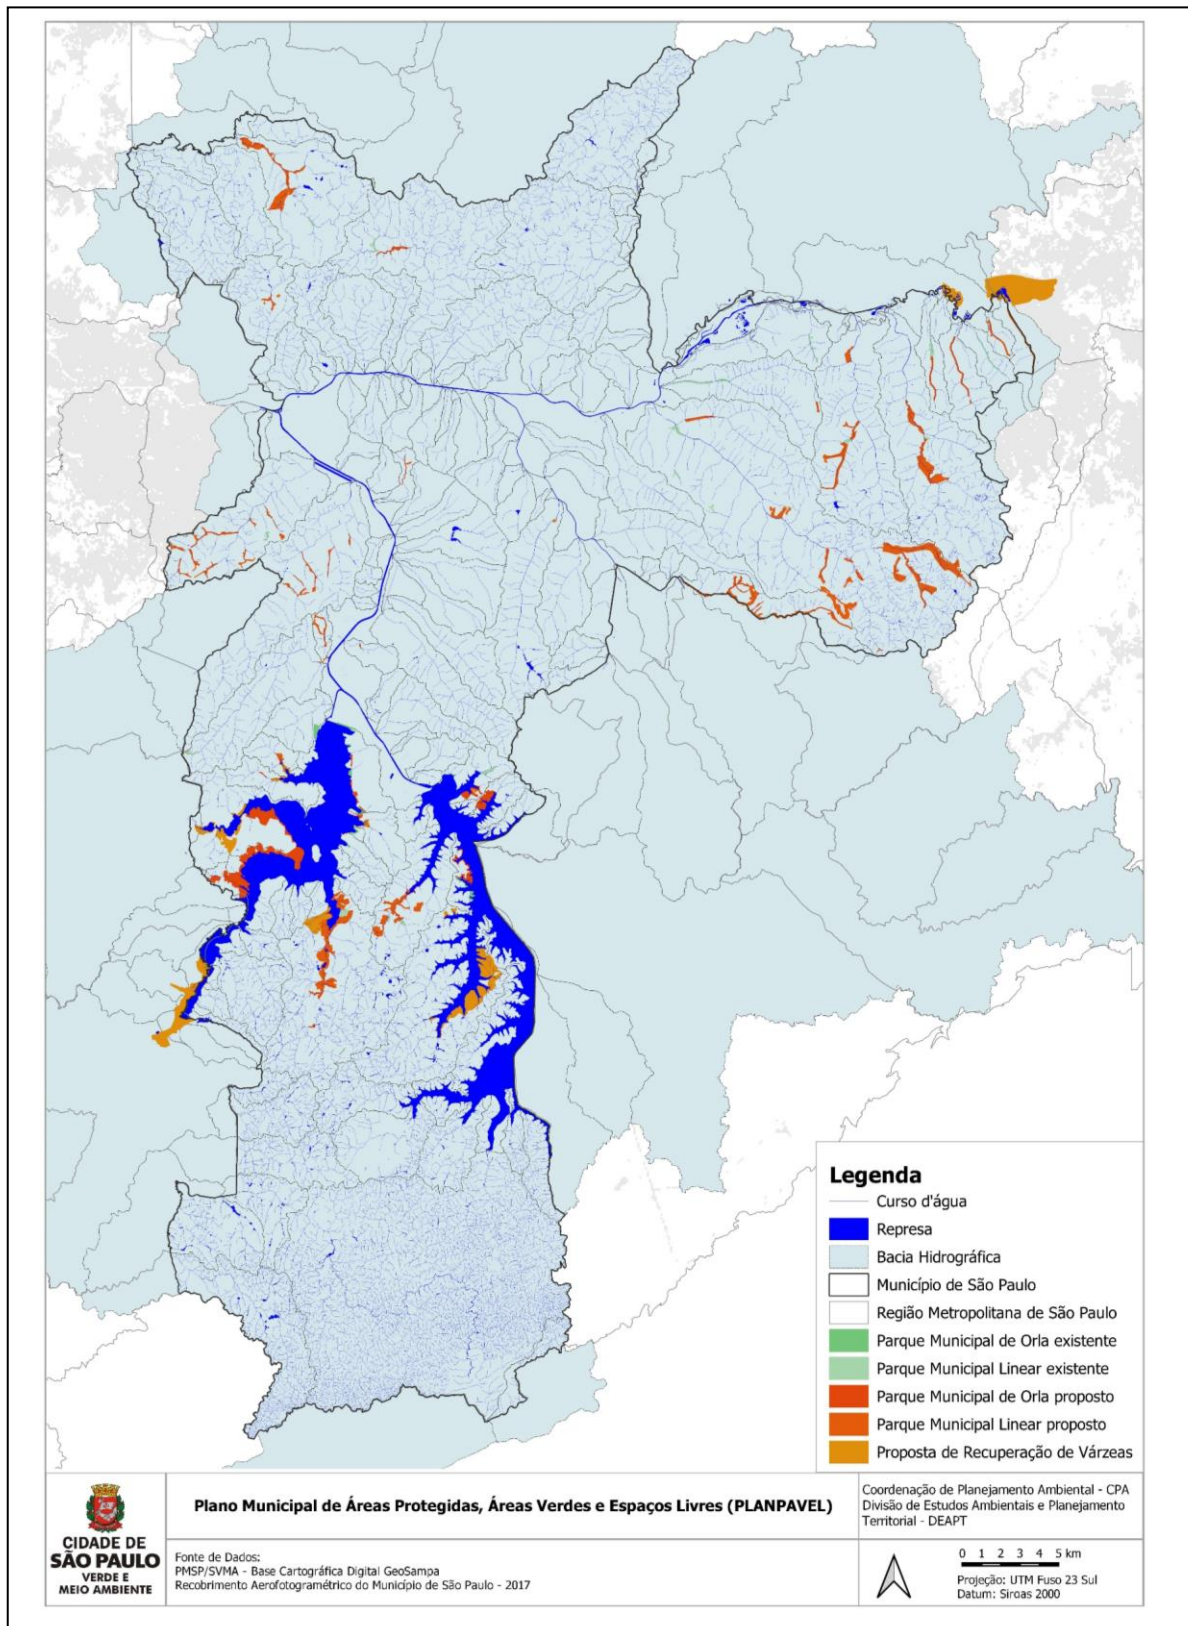 Legenda
Curso d'água
Represa
Bacia Hidrográfica
Município de São Paulo
Região Metropolitana de São Paulo
Parque Municipal de Orla existente
Parque Municipal Linear existente
Parque Municipal de Orla proposto
Parque Municipal Linear proposto
Proposta de Recuperação de Várzeas
CIDADE DE
SÃO PAULO
VERDE E
MEIO AMBIENTE
Plano Municipal de Áreas Protegidas, Áreas Verdes e Espaços Livres (PLANPAVEL)
Fonte de Dados:
PMSP/SVMA - Base Cartográfica Digital GeoSampa
Recobrimento Aerofotogramétrico do Município de São Paulo - 2017
Coordenação de Planejamento Ambiental - CPA
Divisão de Estudos Ambientais e Planejamento
Territorial - DEAPT
0 1 2 3 4 5 km
Projeção: UTM Fuso 23 Sul
Datum: Sirgas 2000